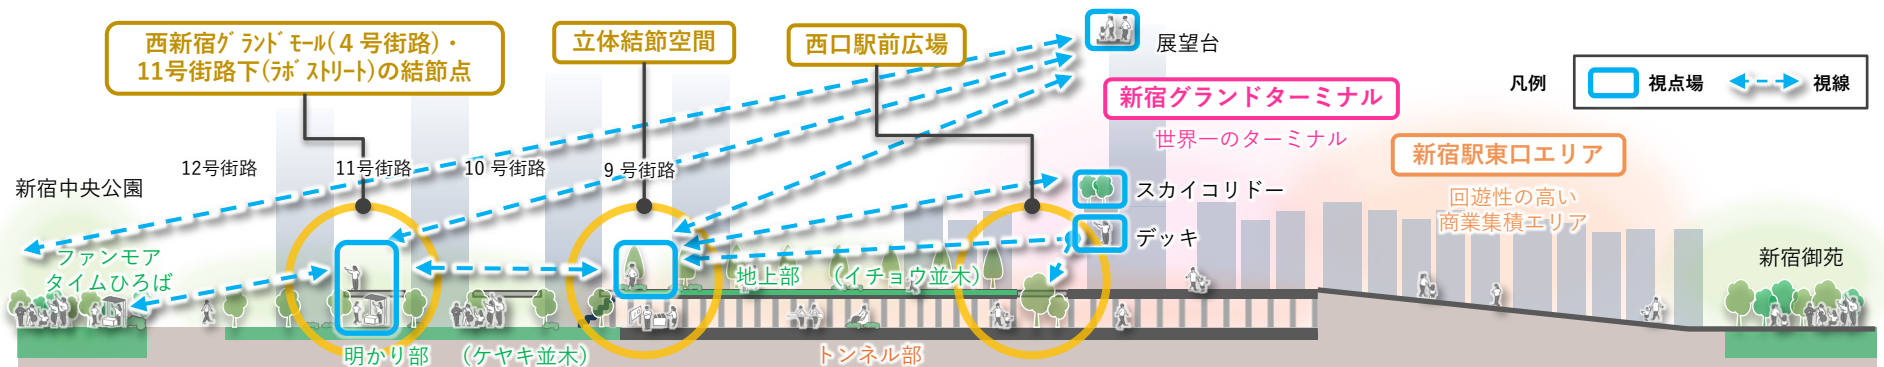 西新宿グランドモール(４号街路)・
11号街路下(ラボストリート)の結節点
立体結節空間
西口駅前広場
展望台
凡例
視点場
視線
新宿グランドターミナル
世界一のターミナル
新宿駅東口エリア
回遊性の高い
商業集積エリア
12号街路
11号街路
10 号街路
9 号街路
新宿中央公園
スカイコリドー
デッキ
ファンモア
タイムひろば
地上部　（イチョウ並木）
新宿御苑
明かり部　（ケヤキ並木）
トンネル部